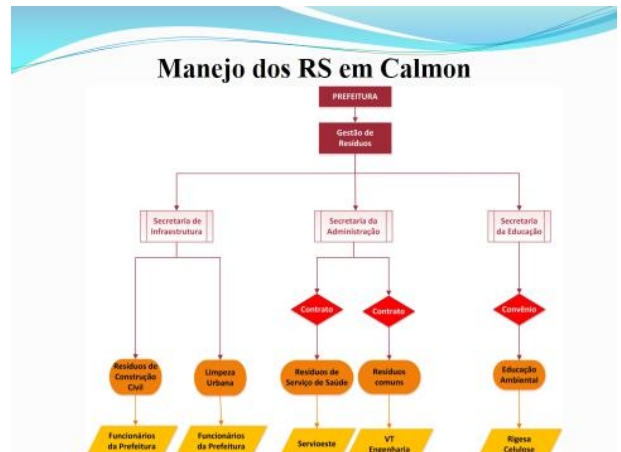 Manejo dos RS em Calmon
PREFEITURA
Gestão de
Resíduos
Secretaria de
Infraestrutura
Secretaria da
Administração
Secretaria
da Educação
Contrato
Contrato
Convênio
Resíduos de
Construção
Civil
Limpeza
Urbana
Resíduos de
Serviço de Saúde
Resíduos
comuns
Educação
Ambiental
Funcionários
da Prefeitura
Funcionários
da Prefeitura
Servioeste
VT
Engenharia
Rigesa
Celulose